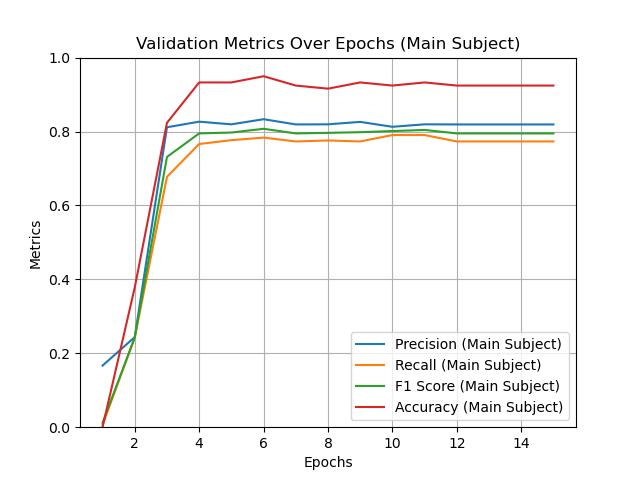 Validation Metrics Over Epochs (Main Subject)
1.0
0.8
0.6
0.4
0.2
0.0
Metrics
Precision (Main Subject)
Recall (Main Subject)
F1 Score (Main Subject)
Accuracy (Main Subject)
2 4 6 8 10 12 14
Epochs